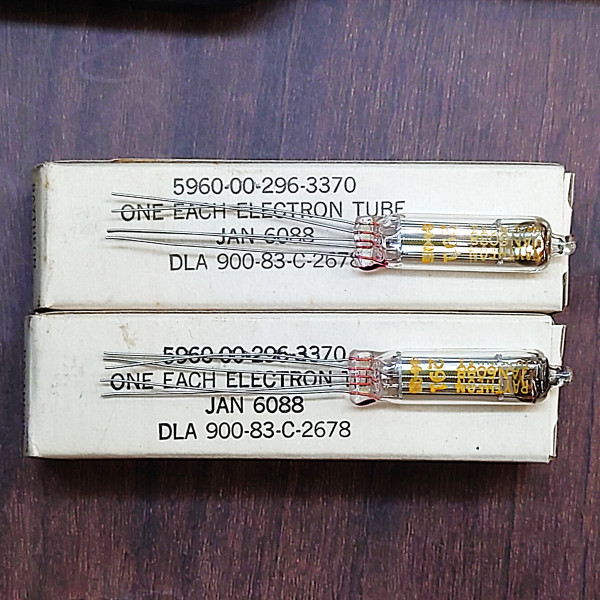 5960-00-296-3370
ONE EACH ELECTRON TUBE
JAN 6088
DLA 900-83-C-2678
5960-00-296-3370
ONE EACH ELECTRON
JAN 6088
DLA 900-83-C-2678
RAYTHEON